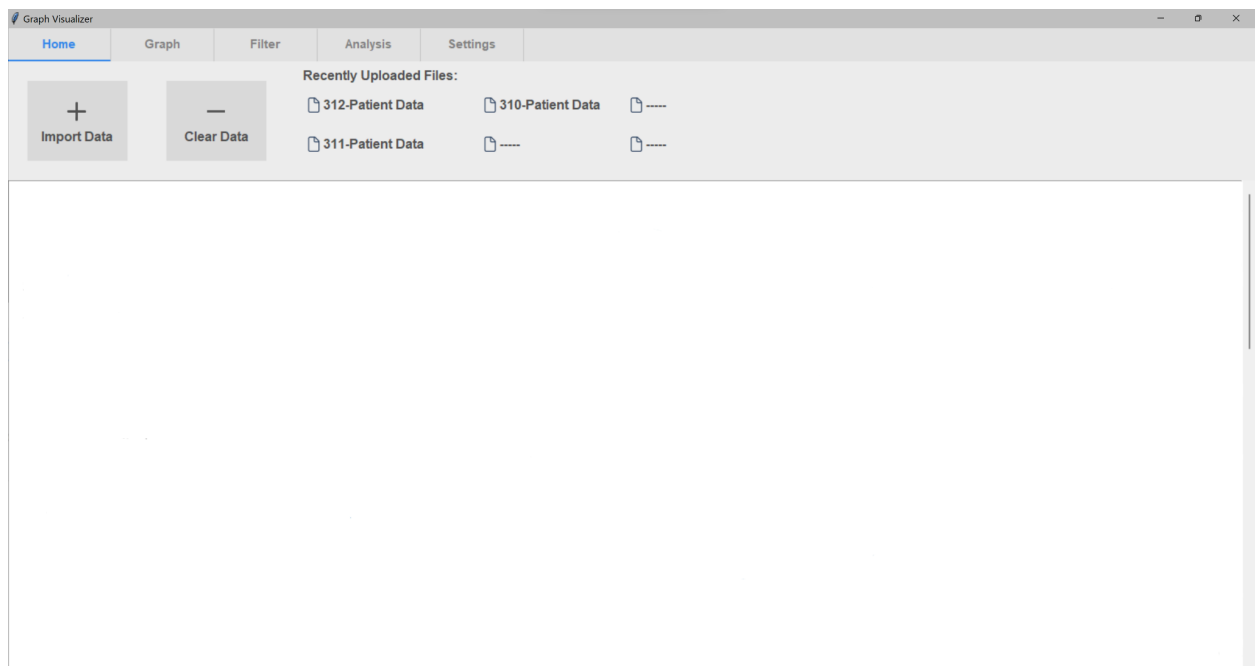 Graph Visualizer
Home Graph Filter Analysis Settings
Recently Uploaded Files:
312-Patient Data 310-Patient Data -----
Import Data Clear Data
311-Patient Data ----- -----